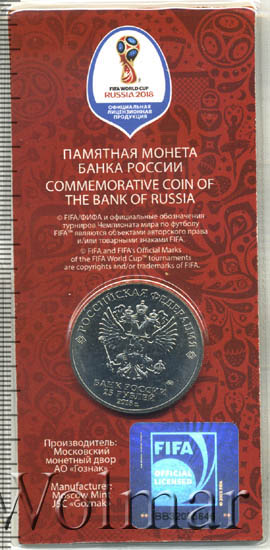 FIFA WORLD CUP
RUSSIA 2018
ОФИЦИАЛЬНАЯ
ЛИЦЕНЗИОННАЯ
ПРОДУКЦИЯ
ПАМЯТНАЯ МОНЕТА
БАНКА РОССИИ
COMMEMORATIVE COIN OF
THE BANK OF RUSSIA
© FIFA/ФИФА и официальные обозначения
турниров Чемпионата мира по футболу
FIFA™ являются объектами авторского права
и/или товарными знаками FIFA.
© FIFA and FIFA's Official Marks
of the FIFA World Cup™ tournaments
are copyrights and/or trademarks of FIFA.
РОССИЙСКАЯ ФЕДЕРАЦИЯ
БАНК РОССИИ
25 РУБЛЕЙ
2018 г.
Производитель:
Московский
монетный двор
АО «Гознак»
Manufacturer:
Moscow Mint
JSC «Goznak»
FIFA
OFFICIAL
LICENSED
Wolmar